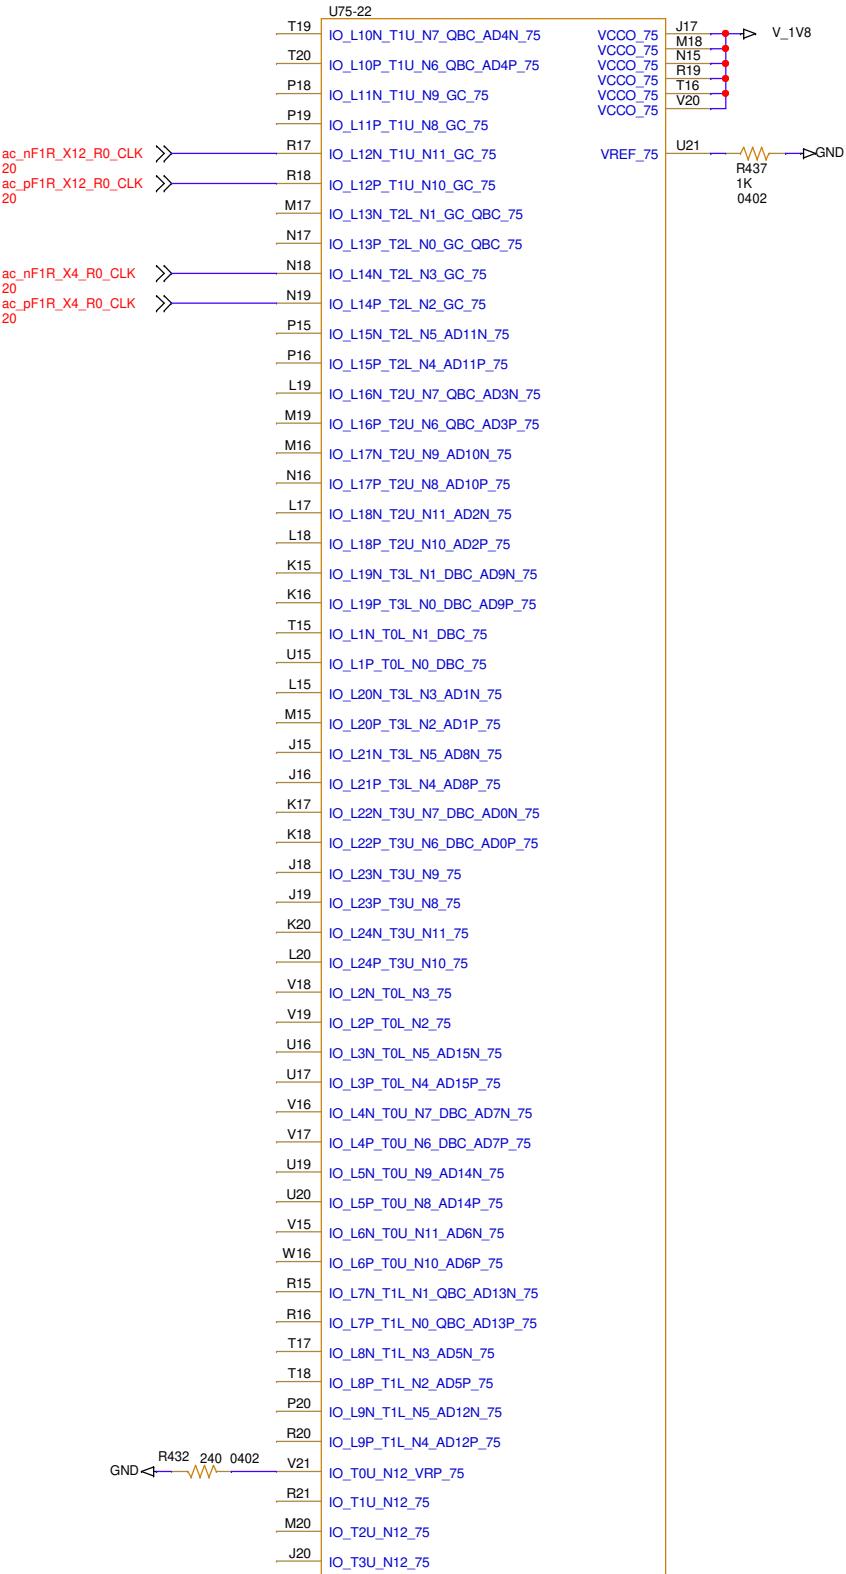 U75-22
T19 IO_L10N_T1U_N7_QBC_AD4N_75 VCCO_75 J17 V_1V8
VCCO_75 M18
T20 IO_L10P_T1U_N6_QBC_AD4P_75 VCCO_75 N15
VCCO_75 R19
P18 IO_L11N_T1U_N9_GC_75 VCCO_75 T16
VCCO_75 V20
P19 IO_L11P_T1U_N8_GC_75
ac_nF1R_X12_R0_CLK R17 IO_L12N_T1U_N11_GC_75 VREF_75 U21 GND
20 R437
ac_pF1R_X12_R0_CLK R18 IO_L12P_T1U_N10_GC_75 1K
20 0402
M17 IO_L13N_T2L_N1_GC_QBC_75
N17 IO_L13P_T2L_N0_GC_QBC_75
ac_nF1R_X4_R0_CLK N18 IO_L14N_T2L_N3_GC_75
20
ac_pF1R_X4_R0_CLK N19 IO_L14P_T2L_N2_GC_75
20
P15 IO_L15N_T2L_N5_AD11N_75
P16 IO_L15P_T2L_N4_AD11P_75
L19 IO_L16N_T2U_N7_QBC_AD3N_75
M19 IO_L16P_T2U_N6_QBC_AD3P_75
M16 IO_L17N_T2U_N9_AD10N_75
N16 IO_L17P_T2U_N8_AD10P_75
L17 IO_L18N_T2U_N11_AD2N_75
L18 IO_L18P_T2U_N10_AD2P_75
K15 IO_L19N_T3L_N1_DBC_AD9N_75
K16 IO_L19P_T3L_N0_DBC_AD9P_75
T15 IO_L1N_T0L_N1_DBC_75
U15 IO_L1P_T0L_N0_DBC_75
L15 IO_L20N_T3L_N3_AD1N_75
M15 IO_L20P_T3L_N2_AD1P_75
J15 IO_L21N_T3L_N5_AD8N_75
J16 IO_L21P_T3L_N4_AD8P_75
K17 IO_L22N_T3U_N7_DBC_AD0N_75
K18 IO_L22P_T3U_N6_DBC_AD0P_75
J18 IO_L23N_T3U_N9_75
J19 IO_L23P_T3U_N8_75
K20 IO_L24N_T3U_N11_75
L20 IO_L24P_T3U_N10_75
V18 IO_L2N_T0L_N3_75
V19 IO_L2P_T0L_N2_75
U16 IO_L3N_T0L_N5_AD15N_75
U17 IO_L3P_T0L_N4_AD15P_75
V16 IO_L4N_T0U_N7_DBC_AD7N_75
V17 IO_L4P_T0U_N6_DBC_AD7P_75
U19 IO_L5N_T0U_N9_AD14N_75
U20 IO_L5P_T0U_N8_AD14P_75
V15 IO_L6N_T0U_N11_AD6N_75
W16 IO_L6P_T0U_N10_AD6P_75
R15 IO_L7N_T1L_N1_QBC_AD13N_75
R16 IO_L7P_T1L_N0_QBC_AD13P_75
T17 IO_L8N_T1L_N3_AD5N_75
T18 IO_L8P_T1L_N2_AD5P_75
P20 IO_L9N_T1L_N5_AD12N_75
R20 IO_L9P_T1L_N4_AD12P_75
R432 240 0402
GND V21 IO_T0U_N12_VRP_75
R21 IO_T1U_N12_75
M20 IO_T2U_N12_75
J20 IO_T3U_N12_75